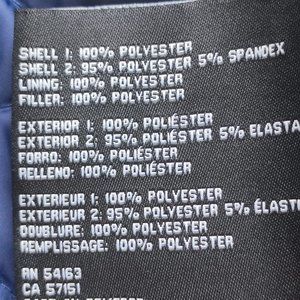 SHELL 1: 100% POLYESTER
SHELL 2: 95% POLYESTER 5% SPANDEX
LINING: 100% POLYESTER
FILLER: 100% POLYESTER
EXTERIOR 1: 100% POLIÉSTER
EXTERIOR 2: 95% POLIÉSTER 5% ELASTA
FORRO: 100% POLIÉSTER
RELLENO: 100% POLIÉSTER
EXTERIEUR 1: 100% POLYESTER
EXTERIEUR 2: 95% POLYESTER 5% ÉLAST
DOUBLURE: 100% POLYESTER
REMPLISSAGE: 100% POLYESTER
RN 54163
CA 57151